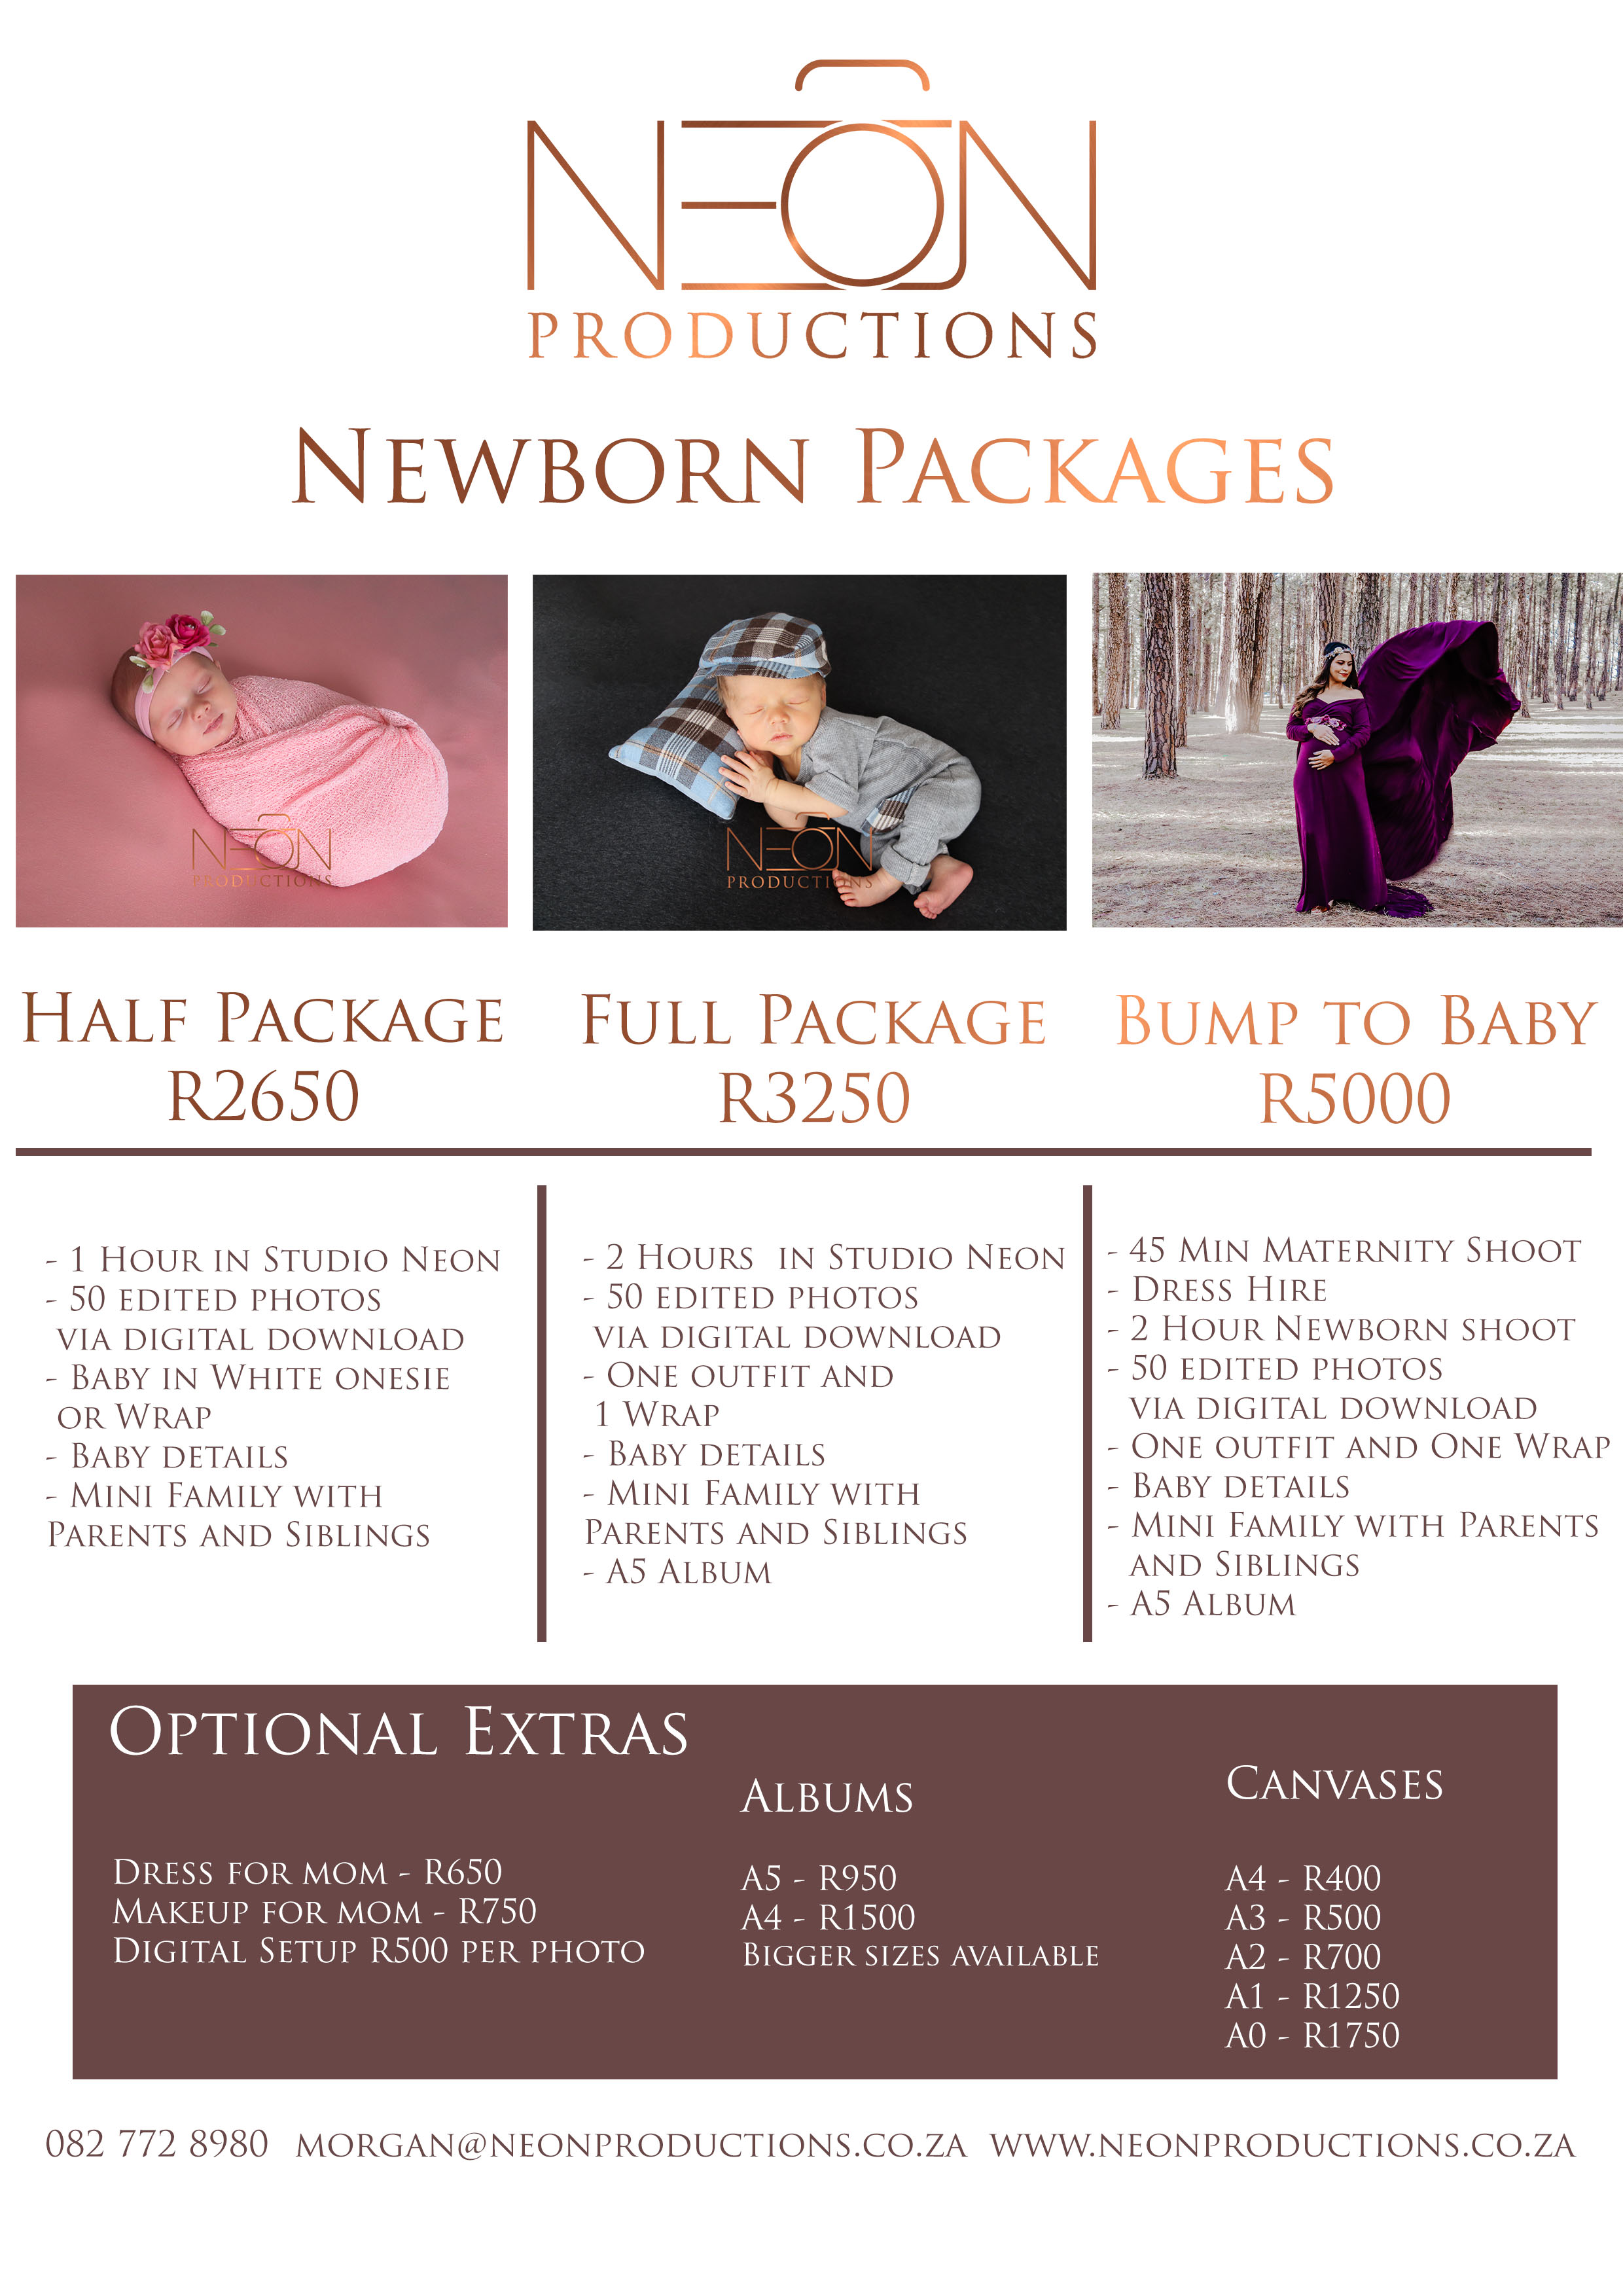 NEON
PRODUCTIONS
Newborn Packages
NEON
PRODUCTIONS
NEON
PRODUCTIONS
Half Package
R2650
Full Package
R3250
Bump to Baby
R5000
- 1 Hour in Studio Neon
- 50 edited photos
via digital download
- Baby in White onesie
or Wrap
- Baby details
- Mini Family with
Parents and Siblings
- 2 Hours in Studio Neon
- 50 edited photos
via digital download
- One outfit and
1 Wrap
- Baby details
- Mini Family with
Parents and Siblings
- A5 Album
- 45 Min Maternity Shoot
- Dress Hire
- 2 Hour Newborn shoot
- 50 edited photos
via digital download
- One outfit and One Wrap
- Baby details
- Mini Family with Parents
and Siblings
- A5 Album
Optional Extras
Dress for mom - R650
Makeup for mom - R750
Digital Setup R500 per photo
Albums
A5 - R950
A4 - R1500
Bigger sizes available
Canvases
A4 - R400
A3 - R500
A2 - R700
A1 - R1250
A0 - R1750
082 772 8980 morgan@neonproductions.co.za www.neonproductions.co.za